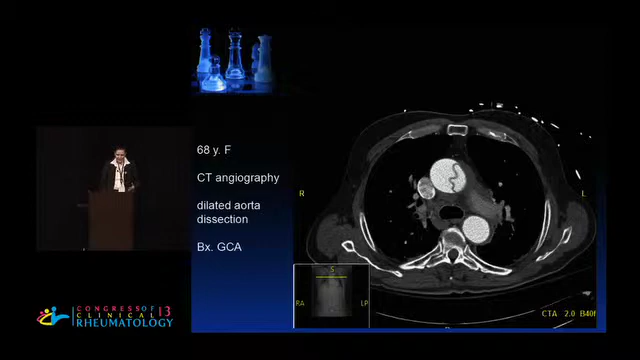 68 y. F
CT angiography
dilated aorta
dissection
Bx. GCA
R
L
S
RA
LP
CTA 2.0 B40f
CONGRESS OF 13
CLINICAL
RHEUMATOLOGY